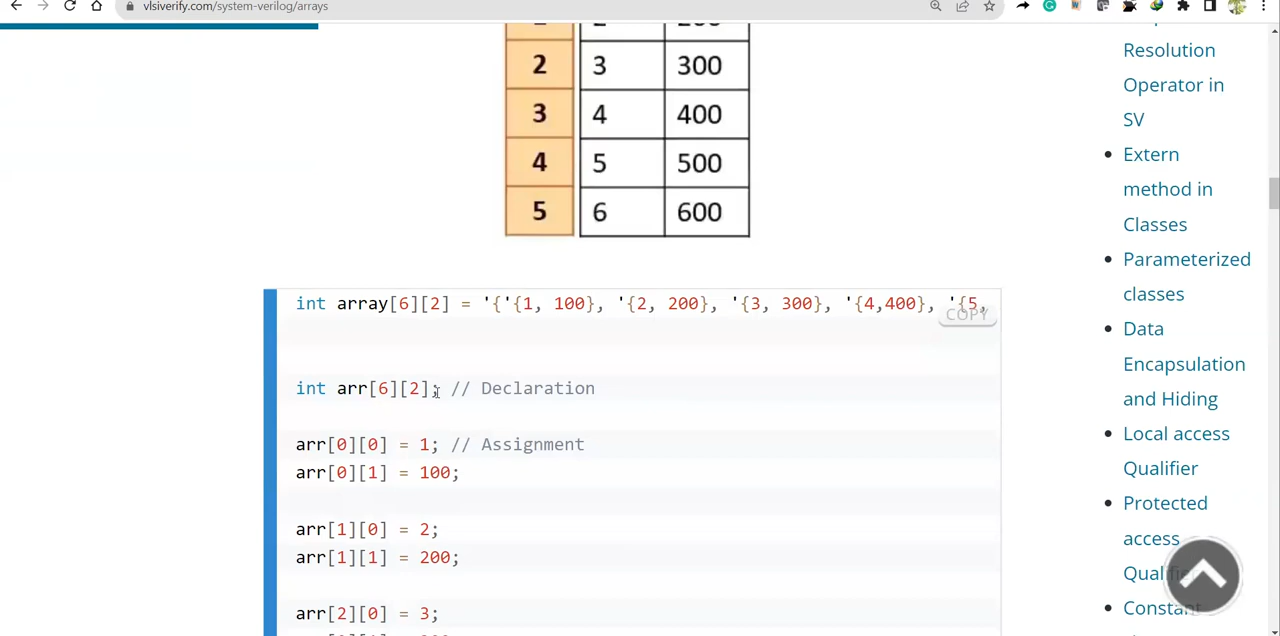 vlsiverify.com/system-verilog/arrays
2 3 300
3 4 400
4 5 500
5 6 600
int array[6][2] = '{'{1, 100}, '{2, 200}, '{3, 300}, '{4,400}, '{5,
COPY
int arr[6][2]; // Declaration
arr[0][0] = 1; // Assignment
arr[0][1] = 100;
arr[1][0] = 2;
arr[1][1] = 200;
arr[2][0] = 3;
Resolution
Operator in
SV
Extern
method in
Classes
Parameterized
classes
Data
Encapsulation
and Hiding
Local access
Qualifier
Protected
access
Constant